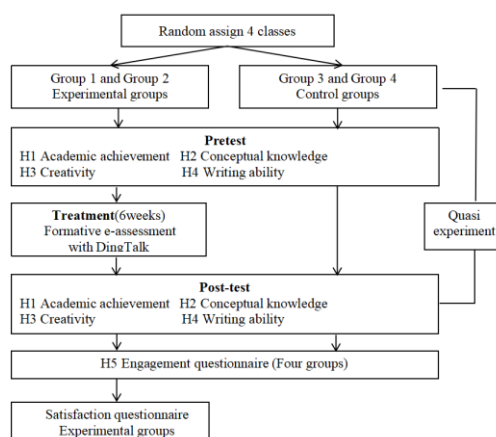 Random assign 4 classes
Group 1 and Group 2
Experimental groups
Group 3 and Group 4
Control groups
Pretest
H1 Academic achievement H2 Conceptual knowledge
H3 Creativity H4 Writing ability
Treatment(6weeks)
Formative e-assessment
with DingTalk
Quasi
experiment
Post-test
H1 Academic achievement H2 Conceptual knowledge
H3 Creativity H4 Writing ability
H5 Engagement questionnaire (Four groups)
Satisfaction questionnaire
Experimental groups